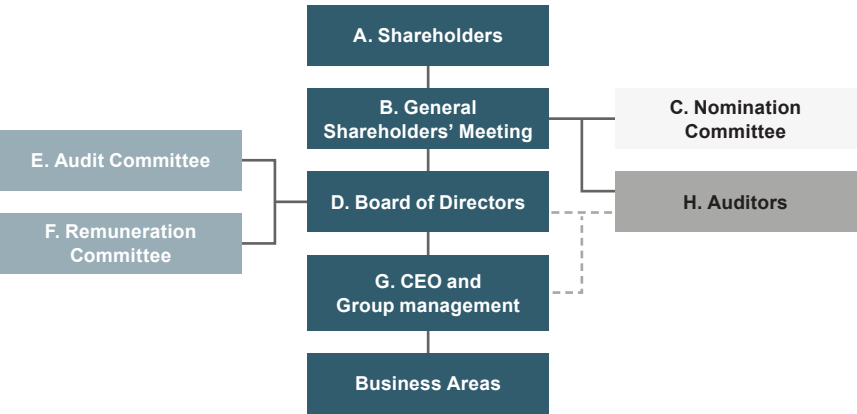 A. Shareholders
B. General
Shareholders’ Meeting
C. Nomination
Committee
E. Audit Committee
D. Board of Directors
H. Auditors
F. Remuneration
Committee
G. CEO and
Group management
Business Areas